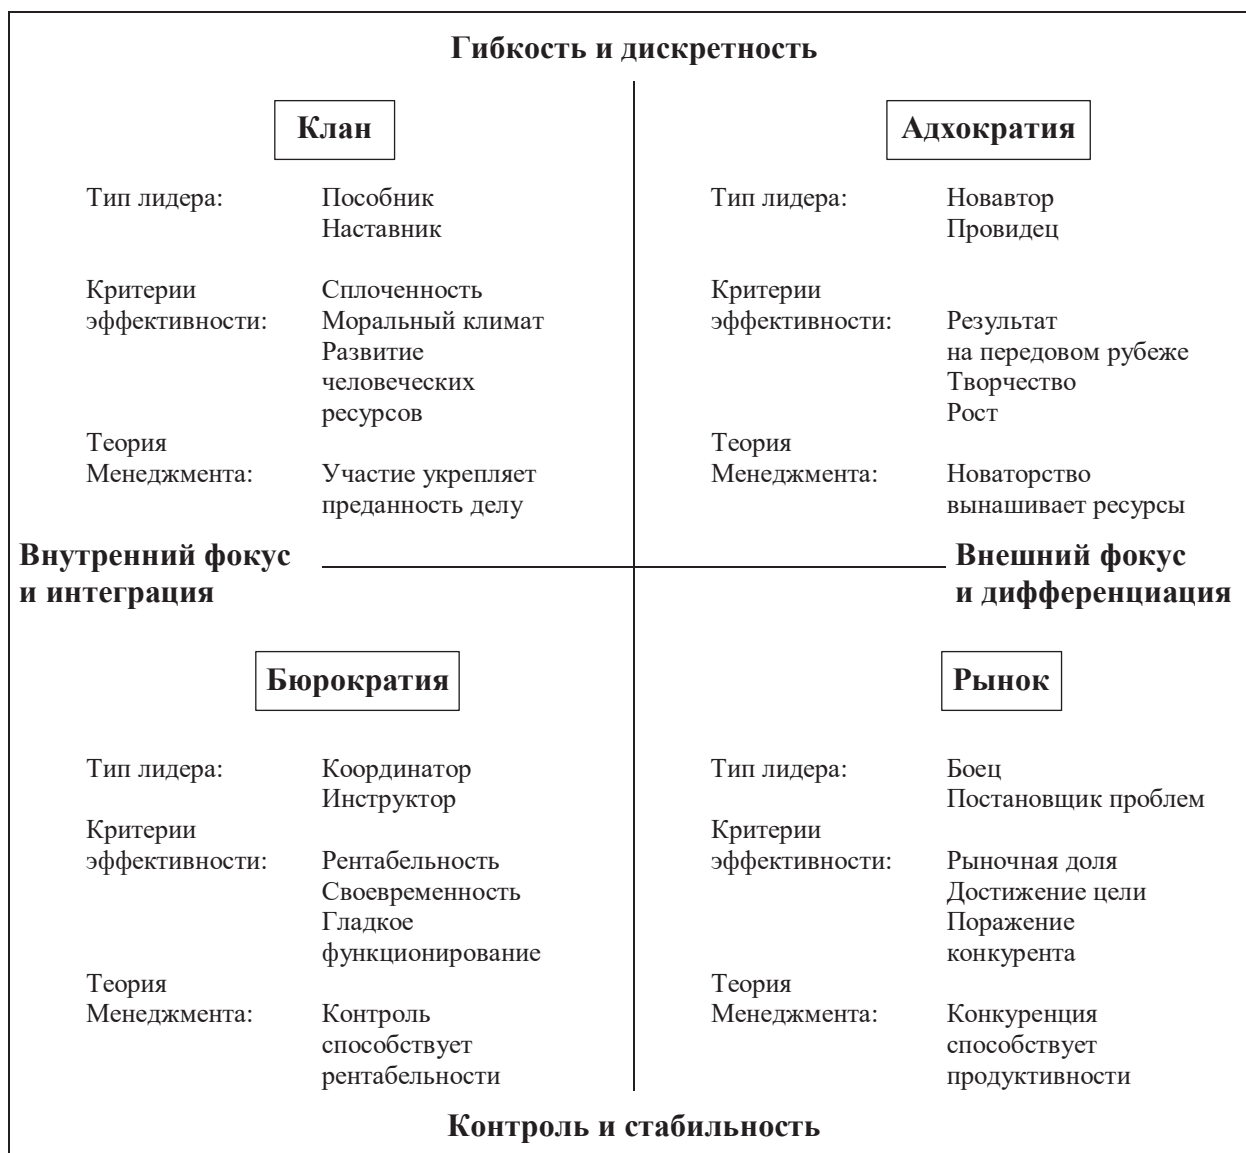 Гибкость и дискретность
Клан
Тип лидера: Пособник
Наставник
Критерии Сплоченность
эффективности: Моральный климат
Развитие
человеческих
ресурсов
Теория
Менеджмента: Участие укрепляет
преданность делу
Адхократия
Тип лидера: Новавтор
Провидец
Критерии
эффективности: Результат
на передовом рубеже
Творчество
Рост
Теория
Менеджмента: Новаторство
вынашивает ресурсы
Внутренний фокус
и интеграция
Внешний фокус
и дифференциация
Бюрократия
Тип лидера: Координатор
Инструктор
Критерии
эффективности: Рентабельность
Своевременность
Гладкое
функционирование
Теория
Менеджмента: Контроль
способствует
рентабельности
Рынок
Тип лидера: Боец
Постановщик проблем
Критерии
эффективности: Рыночная доля
Достижение цели
Поражение
конкурента
Теория
Менеджмента: Конкуренция
способствует
продуктивности
Контроль и стабильность